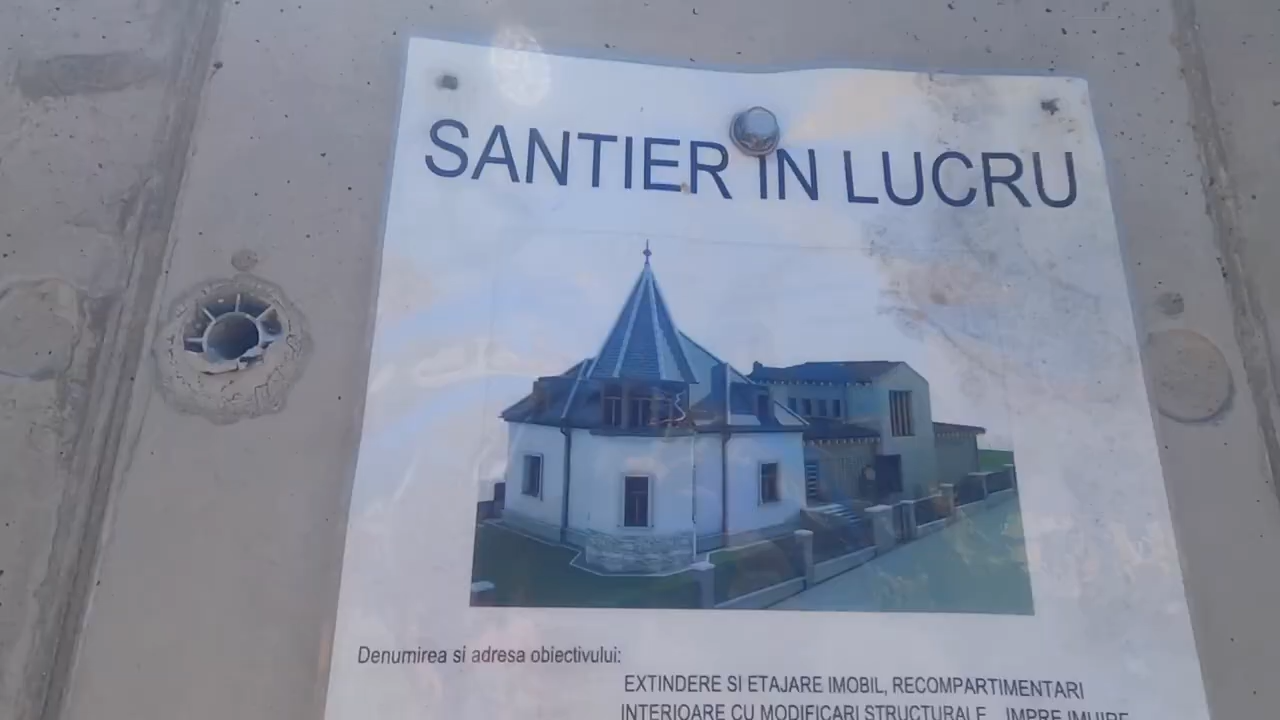 SANTIER IN LUCRU
Denumirea si adresa obiectivului:
EXTINDERE SI ETAJARE IMOBIL, RECOMPARTIMENTARI
INTERIOARE CU MODIFICARI STRUCTURALE, IMPREJMUIRE